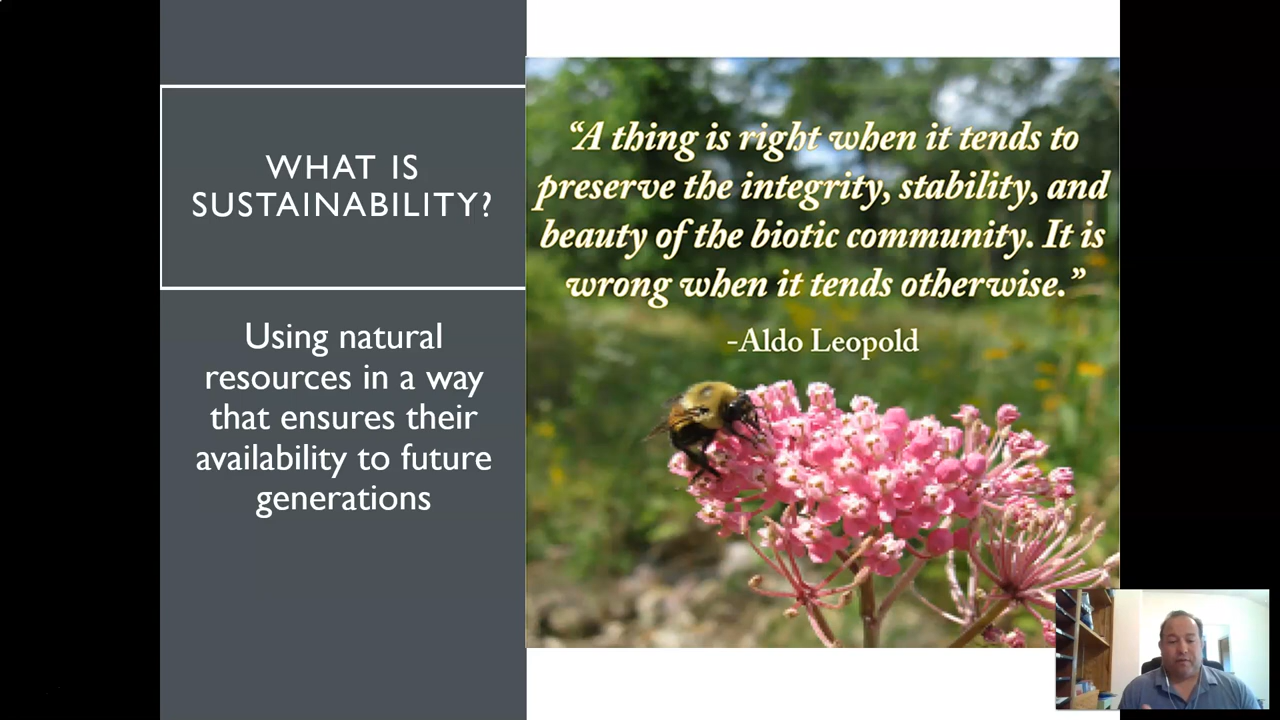 WHAT IS
SUSTAINABILITY?
Using natural
resources in a way
that ensures their
availability to future
generations
“A thing is right when it tends to
preserve the integrity, stability, and
beauty of the biotic community. It is
wrong when it tends otherwise.”
-Aldo Leopold